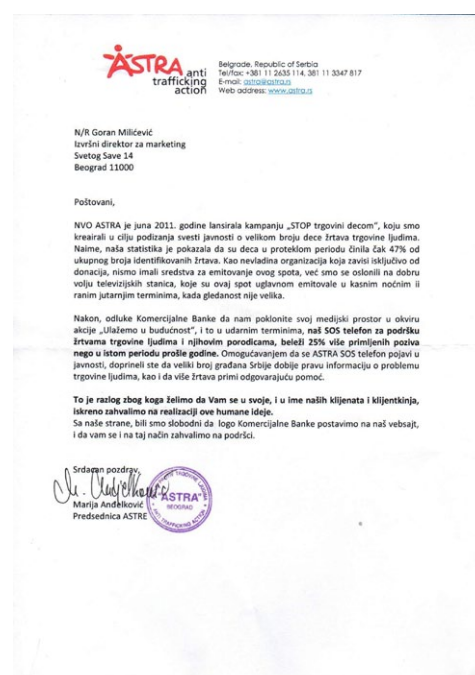 ASTRA anti
trafficking
action
Belgrade, Republic of Serbia
Tel/fax: +381 11 2635 114, 381 11 3347 817
E-mail: astra@astra.rs
Web address: www.astra.rs
N/R Goran Milićević
Izvršni direktor za marketing
Svetog Save 14
Beograd 11000
Poštovani,
NVO ASTRA je juna 2011. godine lansirala kampanju „STOP trgovini decom", koju smo
kreairali u cilju podizanja svesti javnosti o velikom broju dece žrtava trgovine ljudima.
Naime, naša statistika je pokazala da su deca u proteklom periodu činila čak 47% od
ukupnog broja identifikovanih žrtava. Kao nevladina organizacija koja zavisi isključivo od
donacija, nismo imali sredstva za emitovanje ovog spota, već smo se oslonili na dobru
volju televizijskih stanica, koje su ovaj spot uglavnom emitovale u kasnim noćnim ii
ranim jutarnjim terminima, kada gledanost nije velika.
Nakon, odluke Komercijalne Banke da nam poklonite svoj medijski prostor u okviru
akcije „Ulažemo u budućnost", i to u udarnim terminima, naš SOS telefon za podršku
žrtvama trgovine ljudima i njihovim porodicama, beleži 25% više primljenih poziva
nego u istom periodu prošle godine. Omogućavanjem da se ASTRA SOS telefon pojavi u
javnosti, doprineli ste da veliki broj građana Srbije dobije pravu informaciju o problemu
trgovine ljudima, kao i da više žrtava primi odgovarajuću pomoć.
To je razlog zbog koga želimo da Vam se u svoje, i u ime naših klijenata i klijentkinja,
iskreno zahvalimo na realizaciji ove humane ideje.
Sa naše strane, bili smo slobodni da logo Komercijalne Banke postavimo na naš vebsajt,
i da vam se i na taj način zahvalimo na podršci.
Srdačan pozdrav,
Marija Anđelković
Predsednica ASTRE
"ASTRA"
BEOGRAD
ANTI TRAFFICKING ACTION